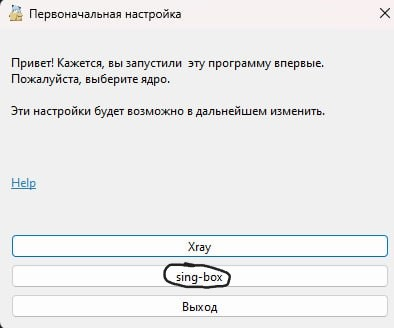 Первоначальная настройка
Привет! Кажется, вы запустили  эту программу впервые.
Пожалуйста, выберите ядро.
Эти настройки будет возможно в дальнейшем изменить.
Help
Xray
sing-box
Выход